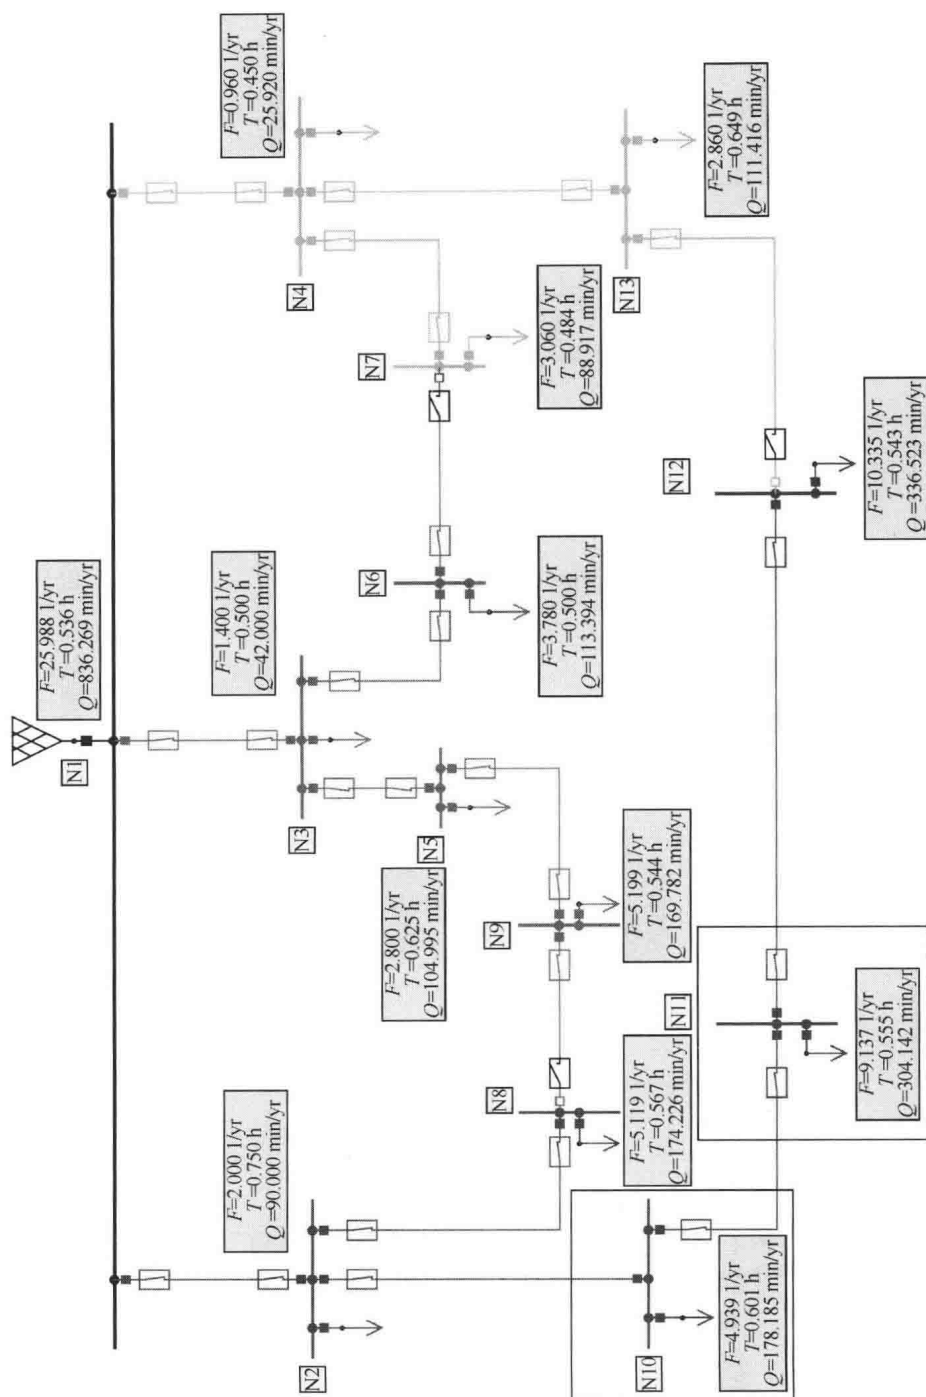 N1
F=25.988 1/yr
T=0.536 h
Q=836.269 min/yr
N2
F=2.000 1/yr
T=0.750 h
Q=90.000 min/yr
N3
F=1.400 1/yr
T=0.500 h
Q=42.000 min/yr
N4
F=0.960 1/yr
T=0.450 h
Q=25.920 min/yr
N5
F=2.800 1/yr
T=0.625 h
Q=104.995 min/yr
N6
F=3.780 1/yr
T=0.500 h
Q=113.394 min/yr
N7
F=3.060 1/yr
T=0.484 h
Q=88.917 min/yr
N8
F=5.119 1/yr
T=0.567 h
Q=174.226 min/yr
N9
F=5.199 1/yr
T=0.544 h
Q=169.782 min/yr
N10
F=4.939 1/yr
T=0.601 h
Q=178.185 min/yr
N11
F=9.137 1/yr
T=0.555 h
Q=304.142 min/yr
N12
F=10.335 1/yr
T=0.543 h
Q=336.523 min/yr
N13
F=2.860 1/yr
T=0.649 h
Q=111.416 min/yr